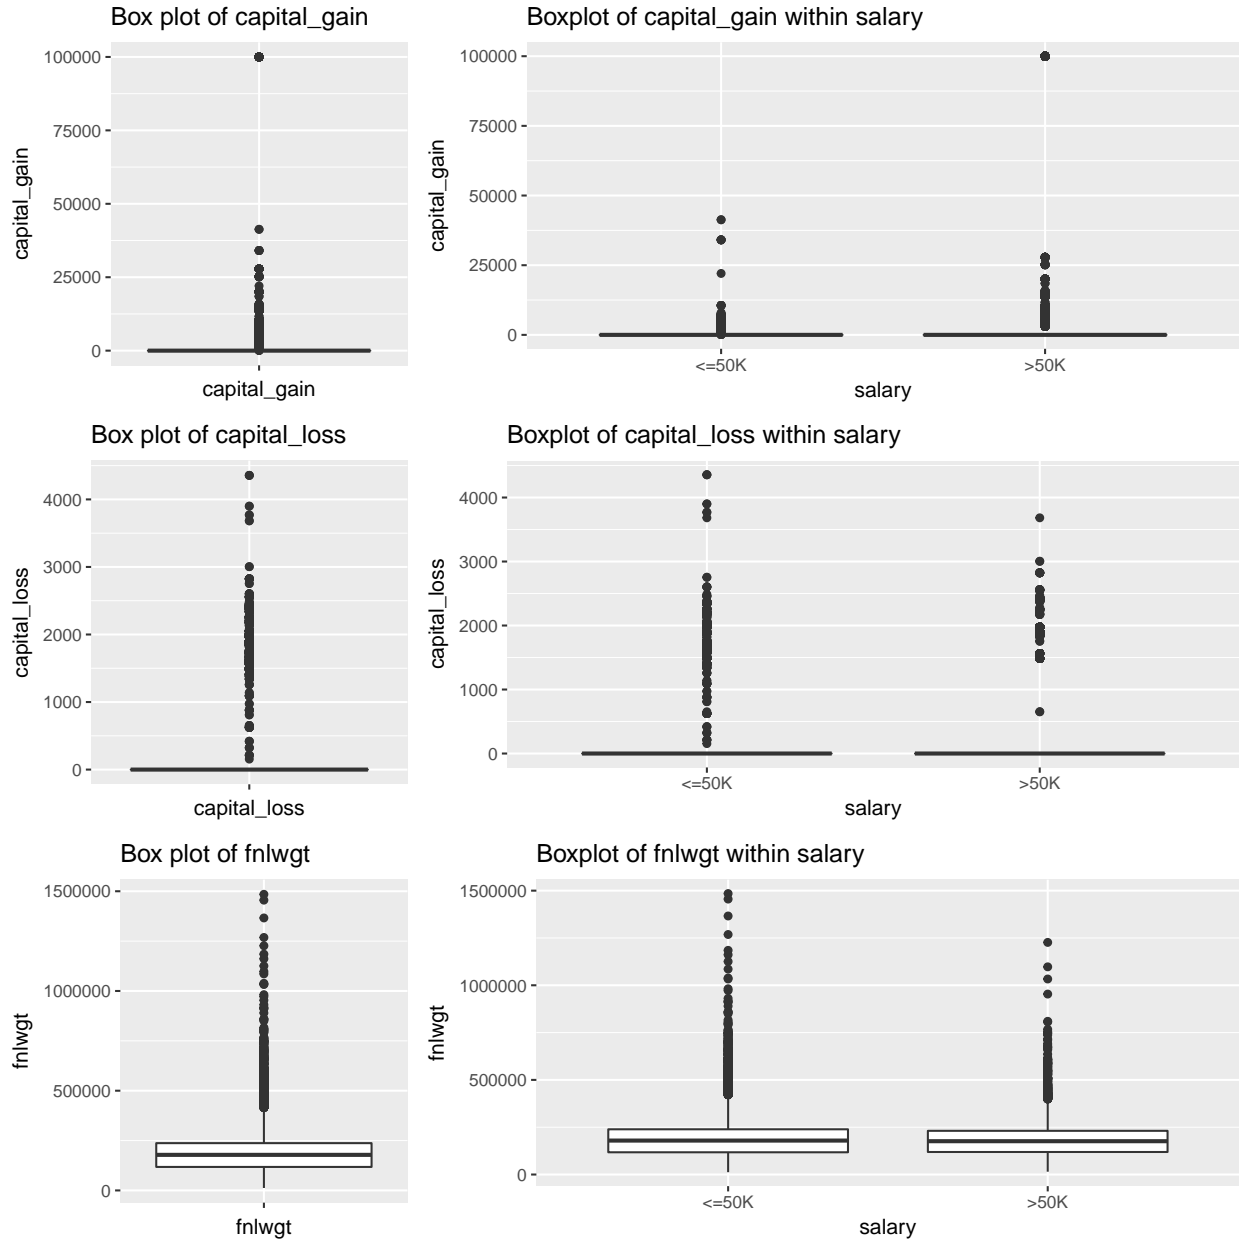 Box plot of capital_gain
100000
75000
50000
25000
0
capital_gain
capital_gain
Boxplot of capital_gain within salary
100000
75000
50000
25000
0
capital_gain
<=50K
>50K
salary
Box plot of capital_loss
4000
3000
2000
1000
0
capital_loss
capital_loss
Boxplot of capital_loss within salary
4000
3000
2000
1000
0
capital_loss
<=50K
>50K
salary
Box plot of fnlwgt
1500000
1000000
500000
0
fnlwgt
fnlwgt
Boxplot of fnlwgt within salary
1500000
1000000
500000
0
fnlwgt
<=50K
>50K
salary